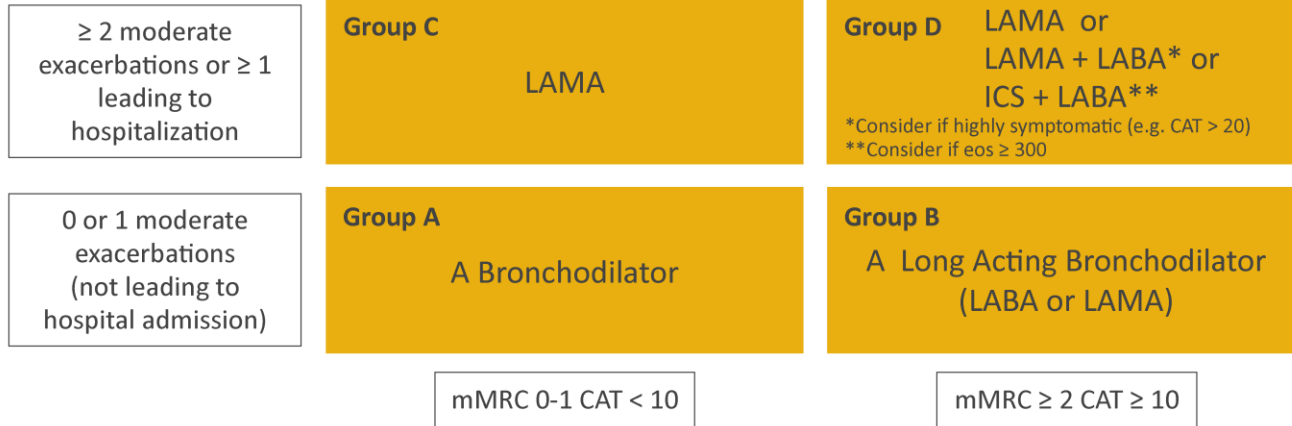 ≥ 2 moderate
exacerbations or ≥ 1
leading to
hospitalization
Group C
LAMA
Group D
LAMA or
LAMA + LABA* or
ICS + LABA**
*Consider if highly symptomatic (e.g. CAT > 20)
**Consider if eos ≥ 300
0 or 1 moderate
exacerbations
(not leading to
hospital admission)
Group A
A Bronchodilator
Group B
A Long Acting Bronchodilator
(LABA or LAMA)
mMRC 0-1 CAT < 10
mMRC ≥ 2 CAT ≥ 10